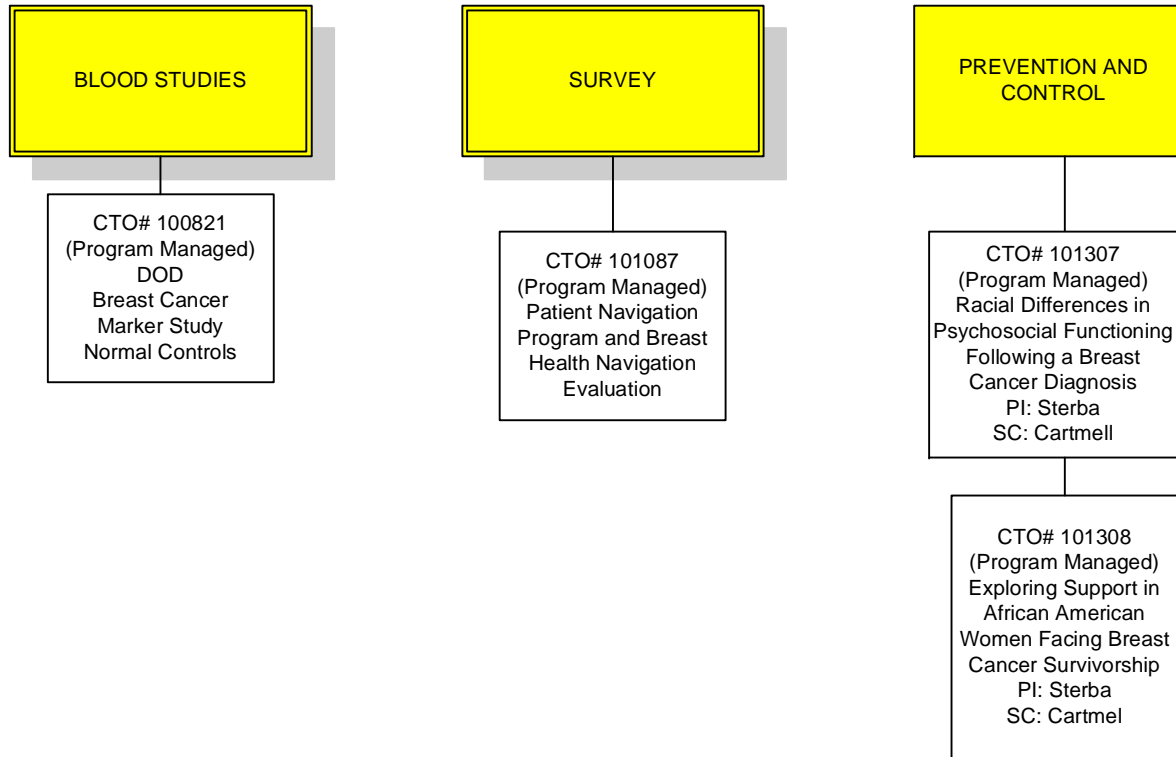 BLOOD STUDIES
CTO# 100821
(Program Managed)
DOD
Breast Cancer
Marker Study
Normal Controls
SURVEY
CTO# 101087
(Program Managed)
Patient Navigation
Program and Breast
Health Navigation
Evaluation
PREVENTION AND
CONTROL
CTO# 101307
(Program Managed)
Racial Differences in
Psychosocial Functioning
Following a Breast
Cancer Diagnosis
PI: Sterba
SC: Cartmell
CTO# 101308
(Program Managed)
Exploring Support in
African American
Women Facing Breast
Cancer Survivorship
PI: Sterba
SC: Cartmel